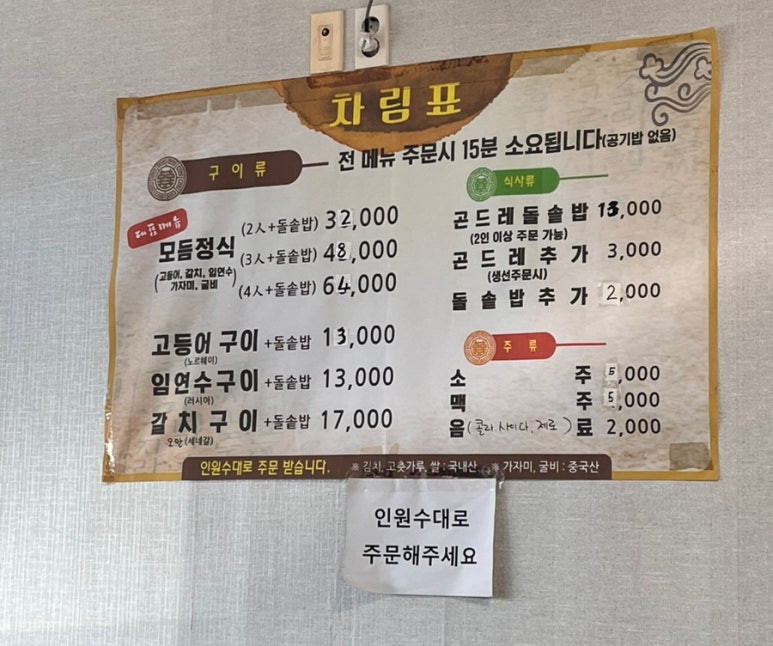 차림표
전 메뉴 주문시 15분 소요됩니다(공기밥 없음)
구이류
대표메뉴
모둠정식
(고등어, 갈치, 임연수
가자미, 굴비)
(2人+돌솥밥) 32,000
(3人+돌솥밥) 48,000
(4人+돌솥밥) 64,000
고등어 구이 +돌솥밥 13,000
(노르웨이)
임연수구이 +돌솥밥 13,000
(러시아)
갈치구이 +돌솥밥 17,000
오만 (세네갈)
식사류
곤드레돌솥밥 13,000
(2인 이상 주문 가능)
곤드레추가 3,000
(생선주문시)
돌솥밥추가 2,000
주류
소주 5,000
맥주 5,000
음(콜라 사이다, 제로)료 2,000
인원수대로 주문 받습니다. ※ 김치, 고춧가루, 쌀 : 국내산 ※ 가자미, 굴비 : 중국산
인원수대로
주문해주세요